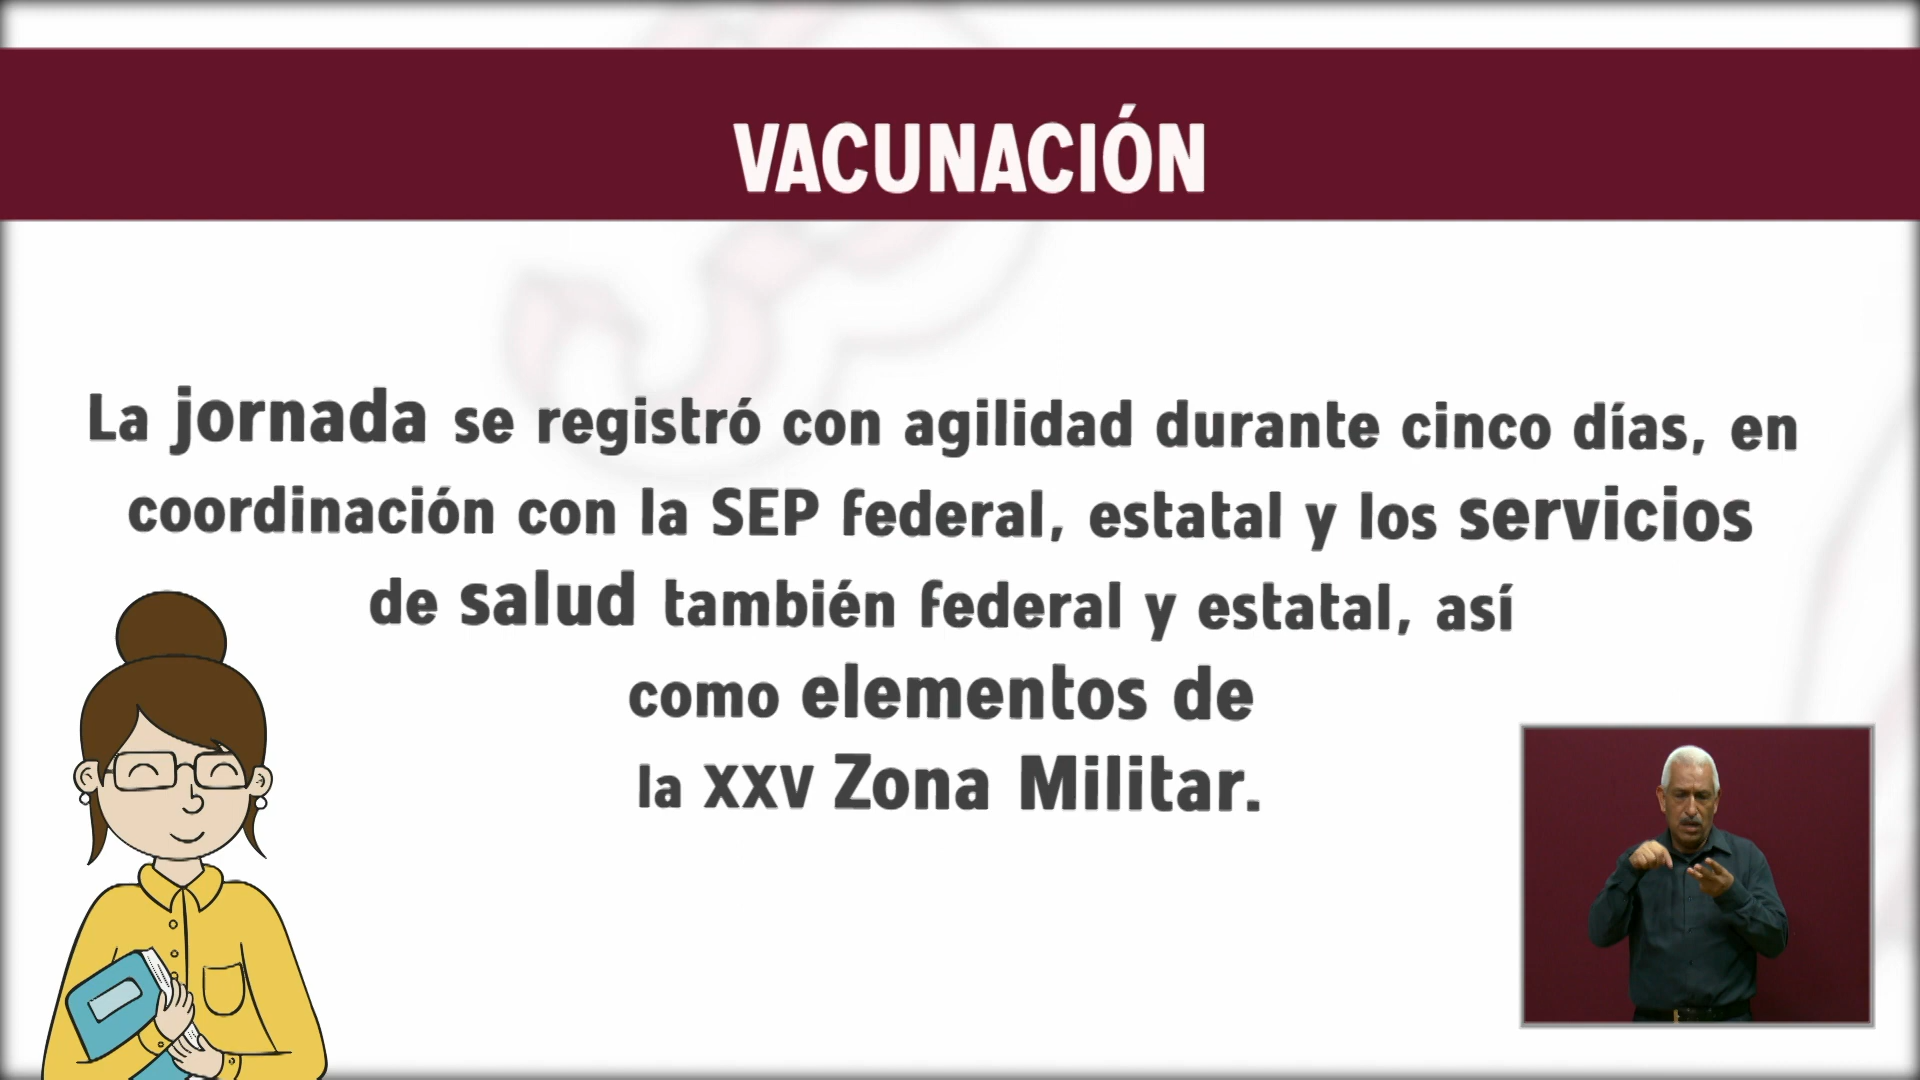 VACUNACIÓN
La jornada se registró con agilidad durante cinco días, en
coordinación con la SEP federal, estatal y los servicios
de salud también federal y estatal, así
como elementos de
la XXV Zona Militar.